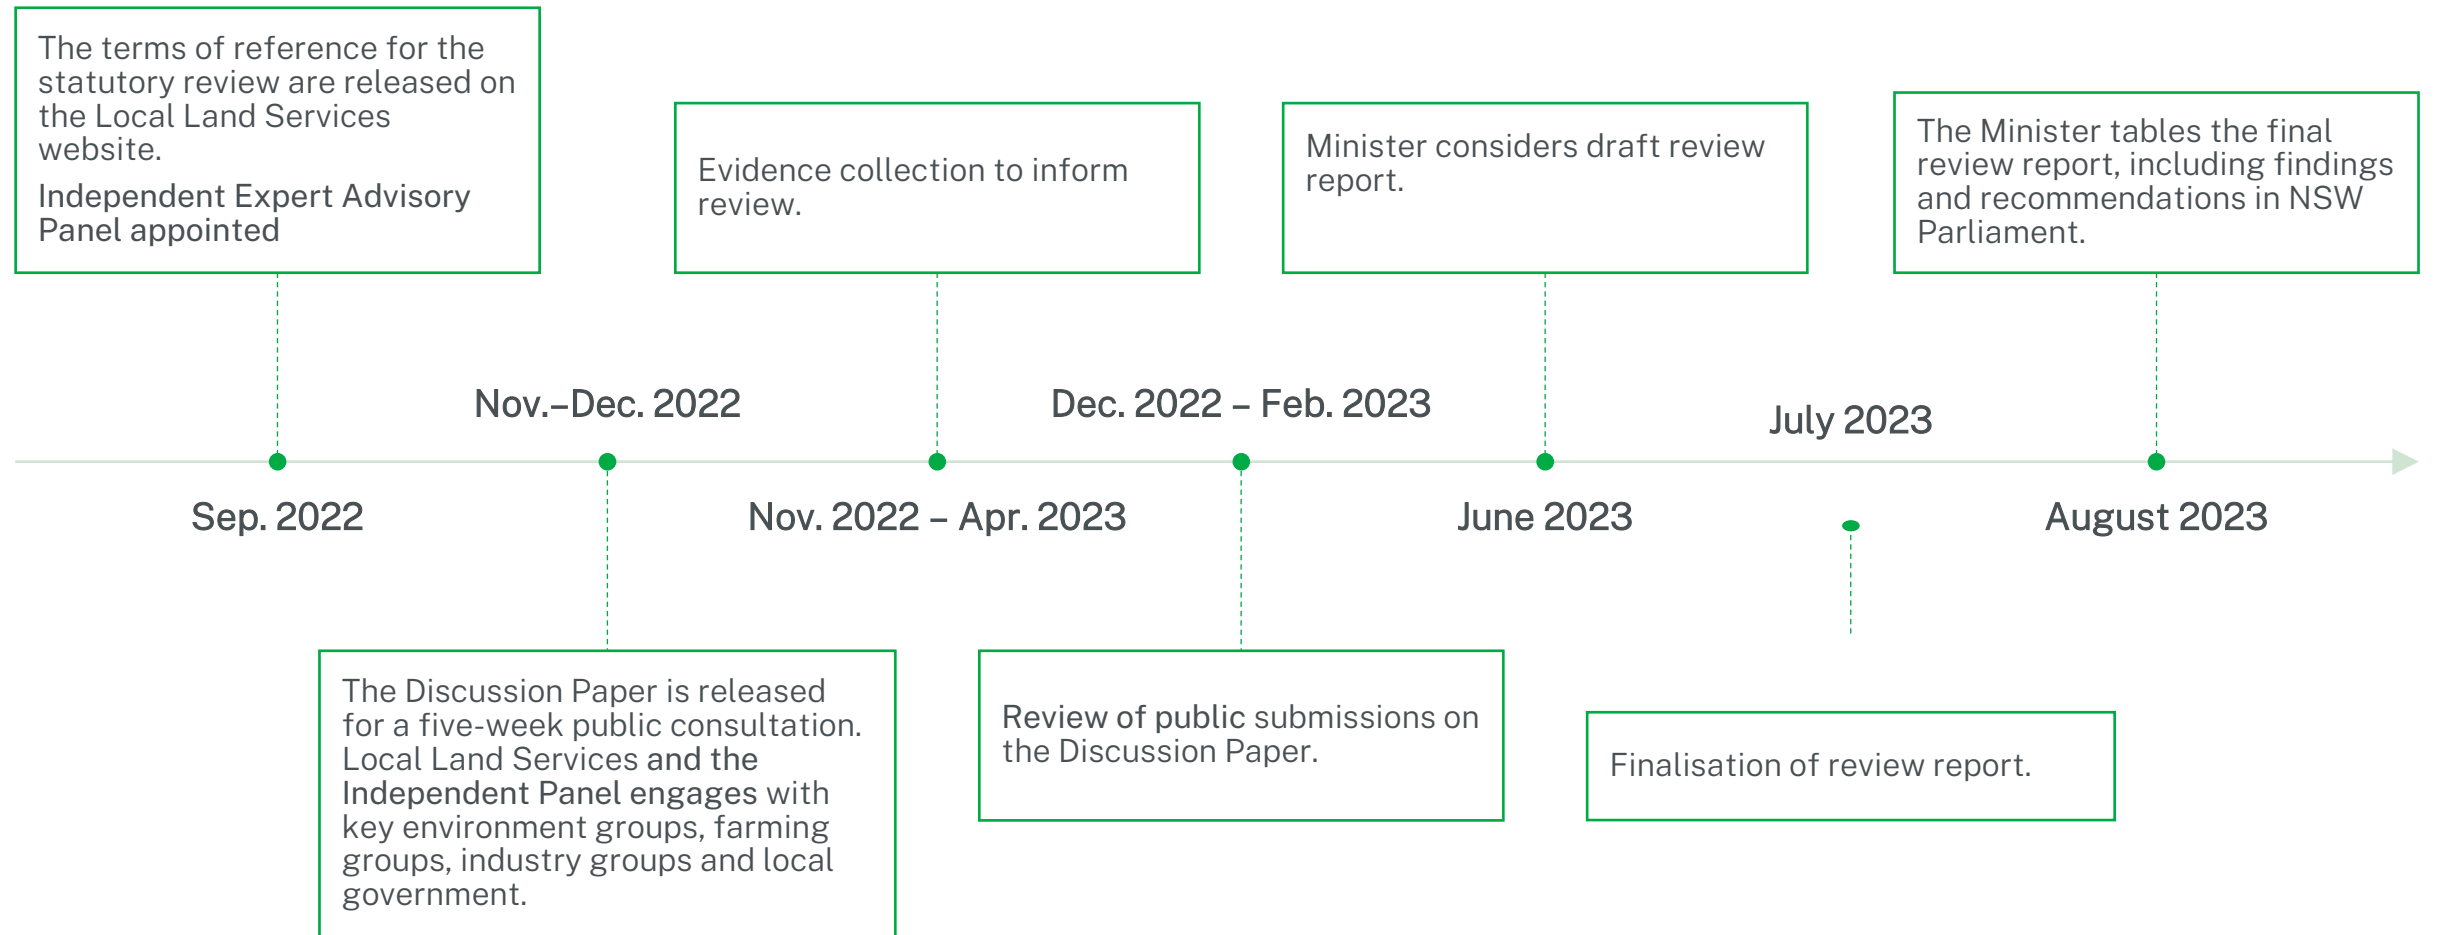 The terms of reference for the
statutory review are released on
the Local Land Services
website.
Independent Expert Advisory
Panel appointed
Sep. 2022
Nov.–Dec. 2022
The Discussion Paper is released
for a five-week public consultation.
Local Land Services and the
Independent Panel engages with
key environment groups, farming
groups, industry groups and local
government.
Evidence collection to inform
review.
Nov. 2022 – Apr. 2023
Dec. 2022 – Feb. 2023
Review of public submissions on
the Discussion Paper.
Minister considers draft review
report.
June 2023
July 2023
Finalisation of review report.
The Minister tables the final
review report, including findings
and recommendations in NSW
Parliament.
August 2023